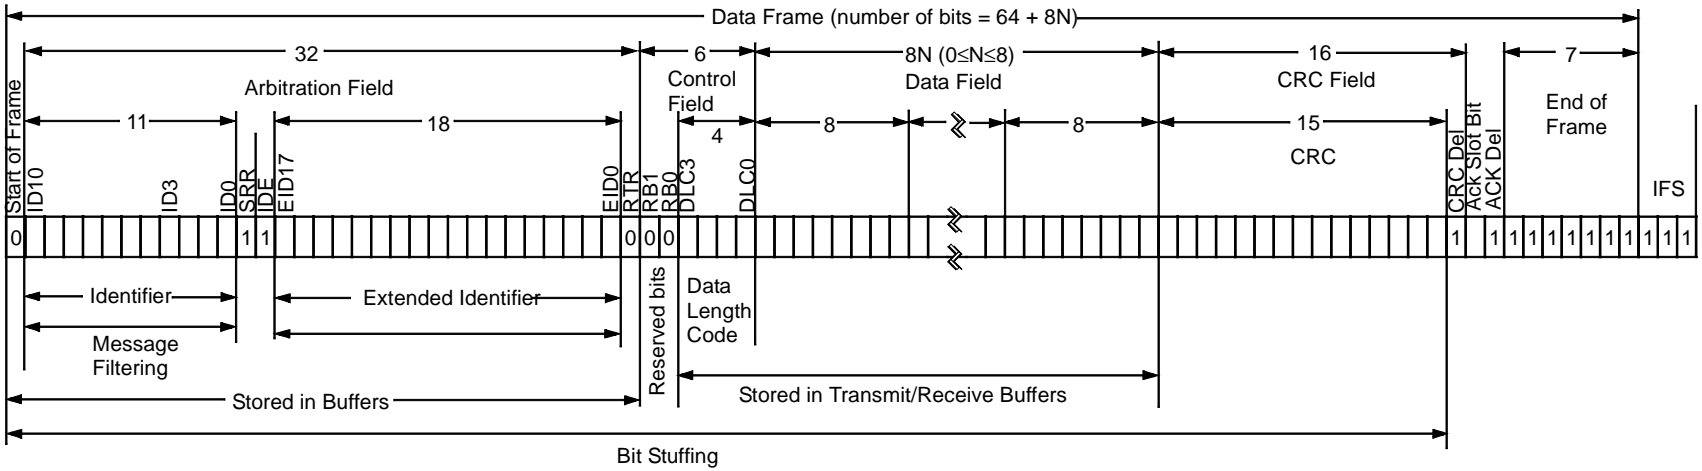 Data Frame (number of bits = 64 + 8N)
32
6
8N (0≤N≤8)
16
7
Arbitration Field
Control
Field
Data Field
CRC Field
End of
Frame
11
18
4
8
8
15
CRC
IFS
Start of Frame
ID10
ID3
ID0
SRR
IDE
EID17
EID0
RTR
RB1
RB0
DLC3
DLC0
CRC Del
Ack Slot Bit
ACK Del
0 1 1 0 0 0 1 1 1 1 1 1 1 1 1 1 1 1
Identifier
Extended Identifier
Reserved bits
Data
Length
Code
Message
Filtering
Stored in Buffers
Stored in Transmit/Receive Buffers
Bit Stuffing